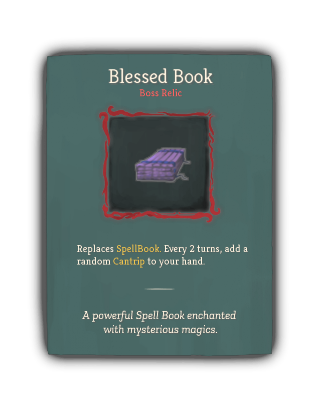 Blessed Book
Boss Relic
Replaces SpellBook. Every 2 turns, add a
random Cantrip to your hand.
A powerful Spell Book enchanted
with mysterious magics.